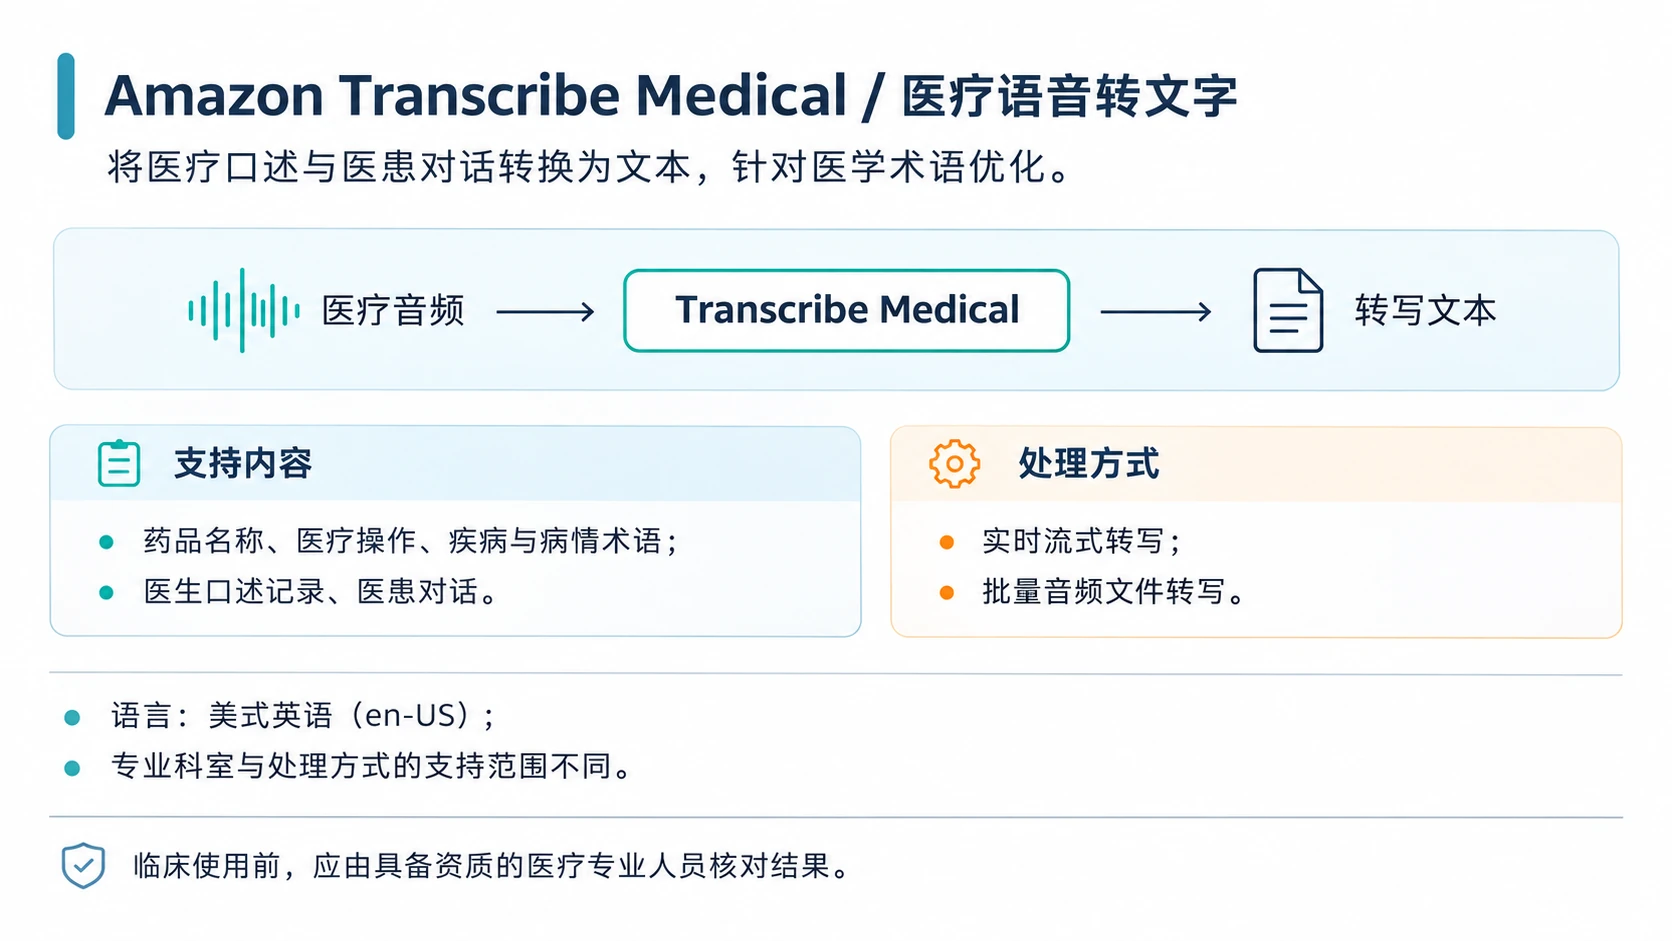 Amazon Transcribe Medical / 医疗语音转文字
将医疗口述与医患对话转换为文本，针对医学术语优化。
医疗音频
Transcribe Medical
转写文本
支持内容
药品名称、医疗操作、疾病与病情术语；
医生口述记录、医患对话。
处理方式
实时流式转写；
批量音频文件转写。
语言：美式英语（en-US）；
专业科室与处理方式的支持范围不同。
临床使用前，应由具备资质的医疗专业人员核对结果。